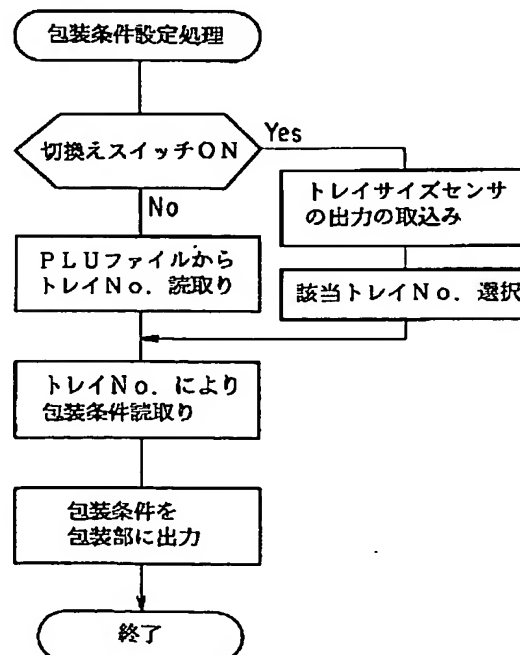 包装条件設定処理
切換えスイッチON
Yes
No
トレイサイズセンサ
の出力の取込み
PLUファイルから
トレイNo. 読取り
該当トレイNo. 選択
トレイNo. により
包装条件読取り
包装条件を
包装部に出力
終了